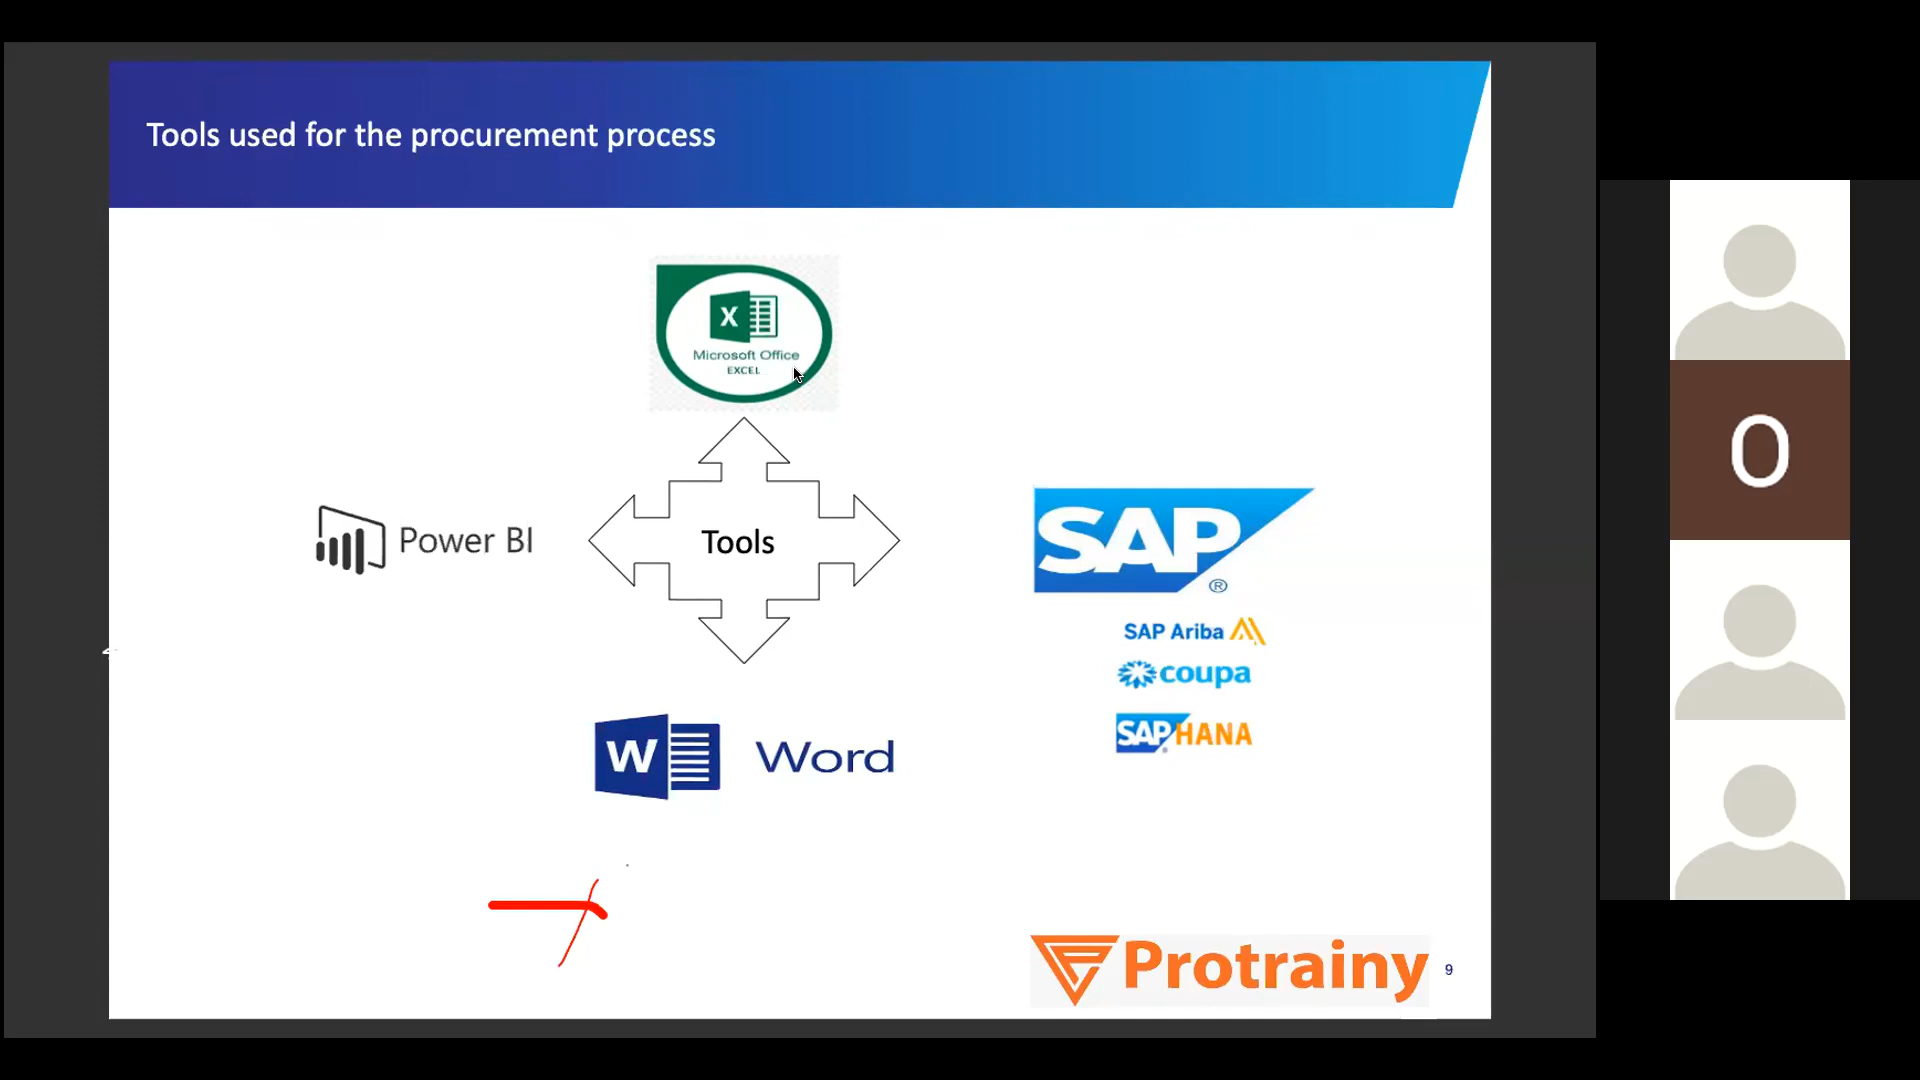 Tools used for the procurement process
X
Microsoft Office
EXCEL
Power BI
Tools
SAP
®
SAP Ariba
coupa
SAP HANA
W Word
Protrainy
9
O